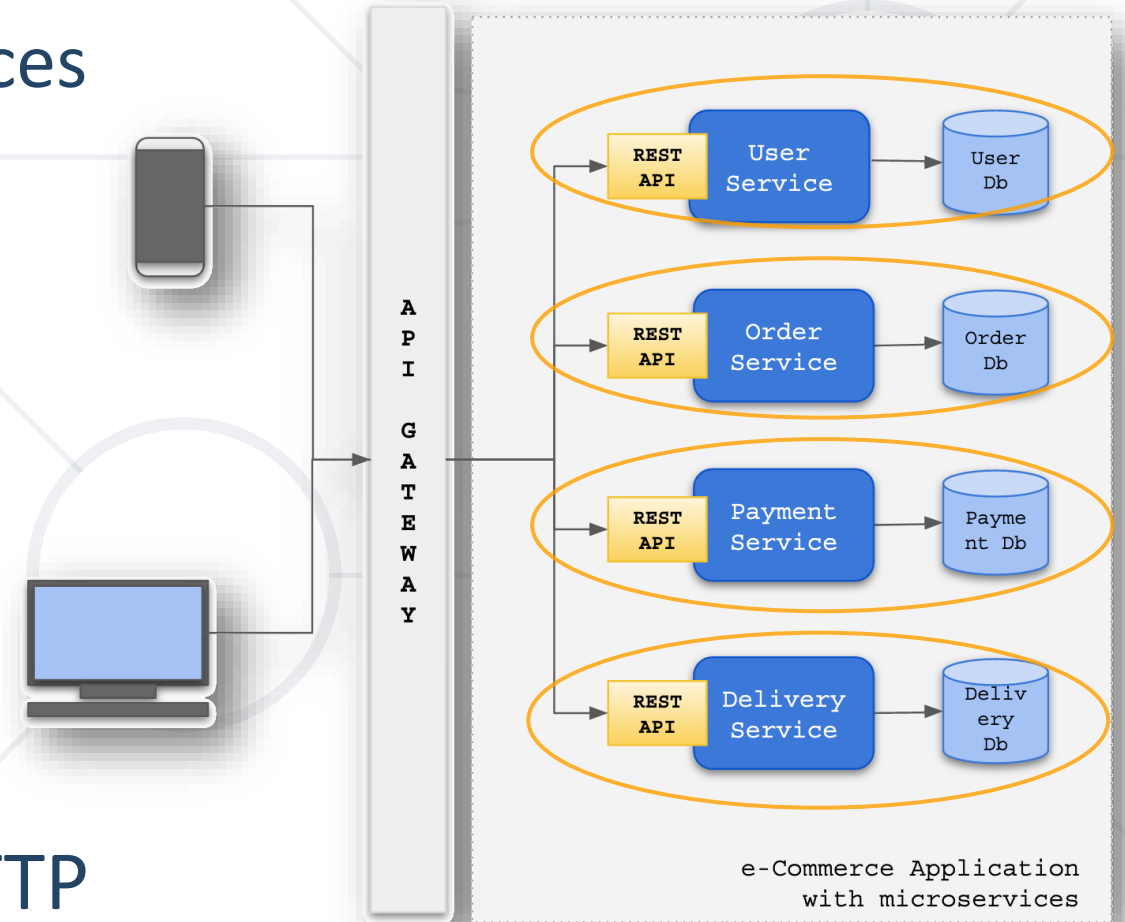 ces
A
P
I
G
A
T
E
W
A
Y
REST
API
User
Service
User
Db
REST
API
Order
Service
Order
Db
REST
API
Payment
Service
Payme
nt Db
REST
API
Delivery
Service
Deliv
ery
Db
TTP
e-Commerce Application
with microservices